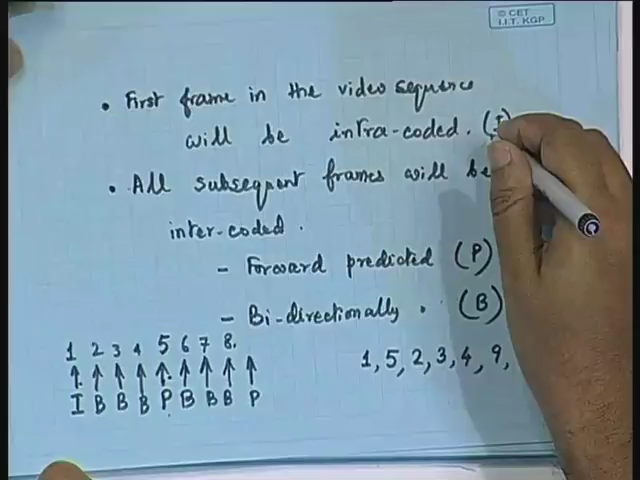 © CET
I.I.T. KGP
• First frame in the video sequence
will be intra-coded. (I)
• All subsequent frames will be
inter-coded.
- Forward predicted (P)
- Bi-directionally . (B)
1 2 3 4 5 6 7 8.
I B B B P B B B P
1, 5, 2, 3, 4, 9,